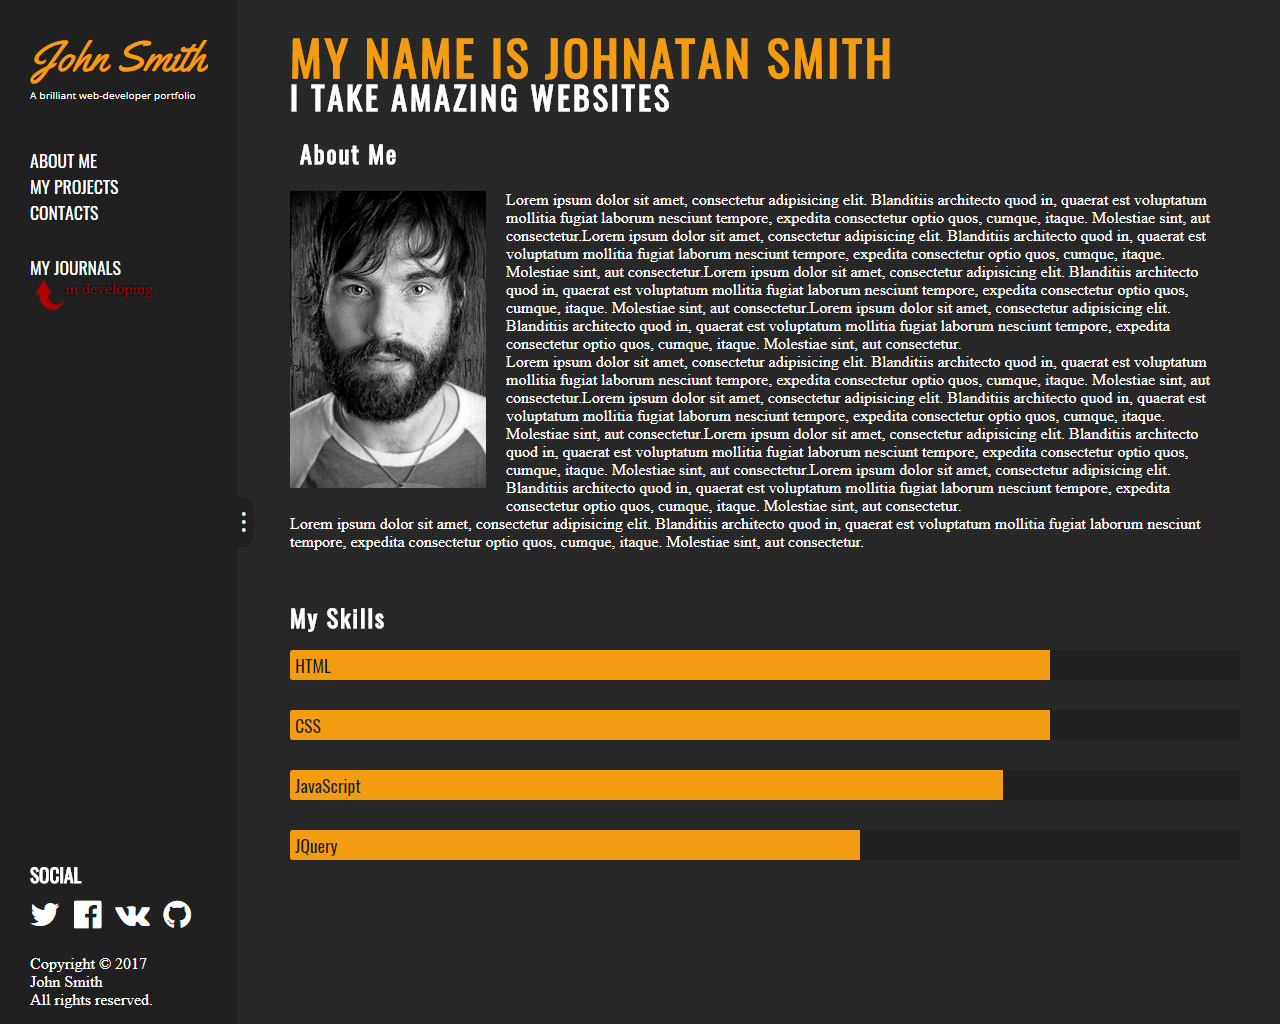 John Smith
A brilliant web-developer portfolio
ABOUT ME
MY PROJECTS
CONTACTS
MY JOURNALS
in developing
SOCIAL
Copyright © 2017
John Smith
All rights reserved.
MY NAME IS JOHNATAN SMITH
I TAKE AMAZING WEBSITES
About Me
Lorem ipsum dolor sit amet, consectetur adipisicing elit. Blanditiis architecto quod in, quaerat est voluptatum
mollitia fugiat laborum nesciunt tempore, expedita consectetur optio quos, cumque, itaque. Molestiae sint, aut
consectetur.Lorem ipsum dolor sit amet, consectetur adipisicing elit. Blanditiis architecto quod in, quaerat est
voluptatum mollitia fugiat laborum nesciunt tempore, expedita consectetur optio quos, cumque, itaque.
Molestiae sint, aut consectetur.Lorem ipsum dolor sit amet, consectetur adipisicing elit. Blanditiis architecto
quod in, quaerat est voluptatum mollitia fugiat laborum nesciunt tempore, expedita consectetur optio quos,
cumque, itaque. Molestiae sint, aut consectetur.Lorem ipsum dolor sit amet, consectetur adipisicing elit.
Blanditiis architecto quod in, quaerat est voluptatum mollitia fugiat laborum nesciunt tempore, expedita
consectetur optio quos, cumque, itaque. Molestiae sint, aut consectetur.
Lorem ipsum dolor sit amet, consectetur adipisicing elit. Blanditiis architecto quod in, quaerat est voluptatum
mollitia fugiat laborum nesciunt tempore, expedita consectetur optio quos, cumque, itaque. Molestiae sint, aut
consectetur.Lorem ipsum dolor sit amet, consectetur adipisicing elit. Blanditiis architecto quod in, quaerat est
voluptatum mollitia fugiat laborum nesciunt tempore, expedita consectetur optio quos, cumque, itaque.
Molestiae sint, aut consectetur.Lorem ipsum dolor sit amet, consectetur adipisicing elit. Blanditiis architecto
quod in, quaerat est voluptatum mollitia fugiat laborum nesciunt tempore, expedita consectetur optio quos,
cumque, itaque. Molestiae sint, aut consectetur.Lorem ipsum dolor sit amet, consectetur adipisicing elit.
Blanditiis architecto quod in, quaerat est voluptatum mollitia fugiat laborum nesciunt tempore, expedita
consectetur optio quos, cumque, itaque. Molestiae sint, aut consectetur.
Lorem ipsum dolor sit amet, consectetur adipisicing elit. Blanditiis architecto quod in, quaerat est voluptatum mollitia fugiat laborum nesciunt
tempore, expedita consectetur optio quos, cumque, itaque. Molestiae sint, aut consectetur.
My Skills
HTML
CSS
JavaScript
JQuery